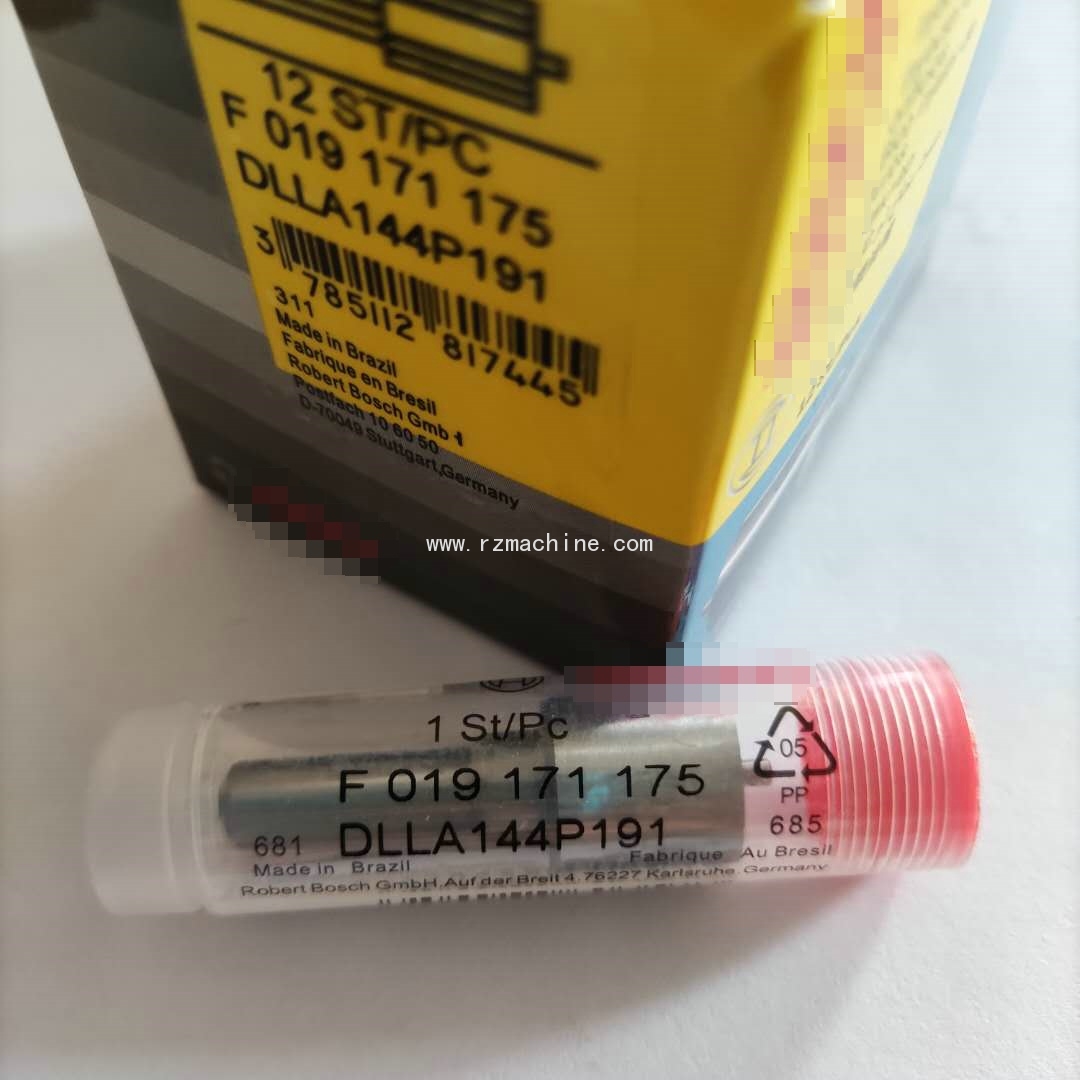 12 ST/PC
F 019 171 175
DLLA144P191
3 785112 817445
311
Made in Brazil
Fabrique en Bresil
Robert Bosch Gmb
Postfach 10 60 50
D-70049 Stuttgart,Germany
www.rzmachine.com
1 St/Pc
F 019 171 175
05
PP
681 DLLA144P191 685
Made in Brazil Fabrique Au Bresil
Robert Bosch GmbH.Auf der Breit 4.76227 Karlsruhe.Germany